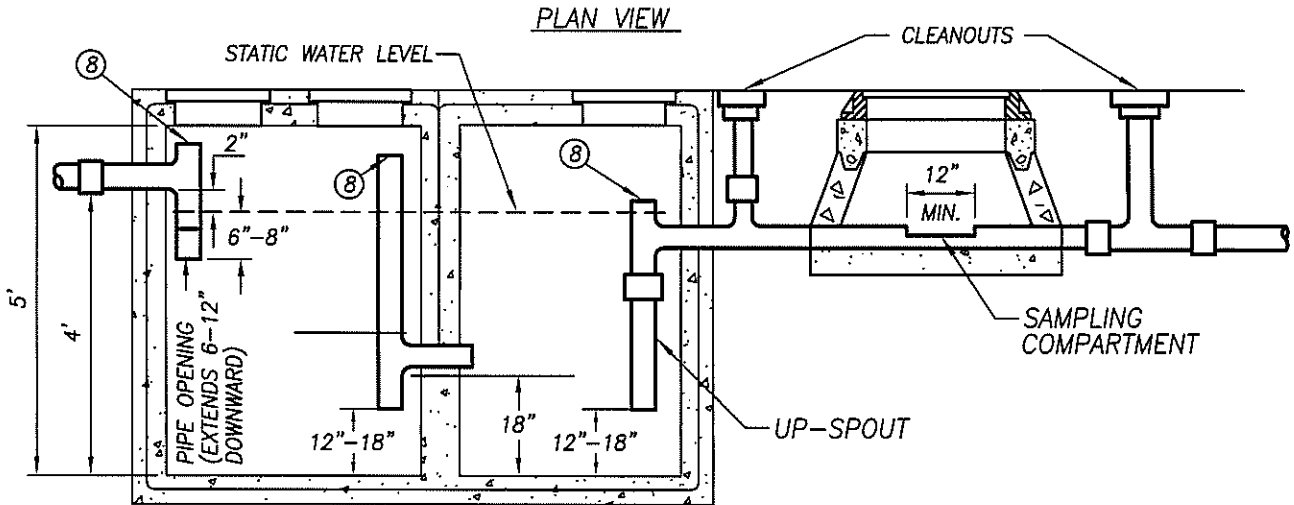 PLAN VIEW
CLEANOUTS
STATIC WATER LEVEL
8
2"
8
8
12"
MIN.
6"-8"
5'
4'
PIPE OPENING
(EXTENDS 6-12"
DOWNWARD)
SAMPLING
COMPARTMENT
12"-18"
18"
12"-18"
UP-SPOUT